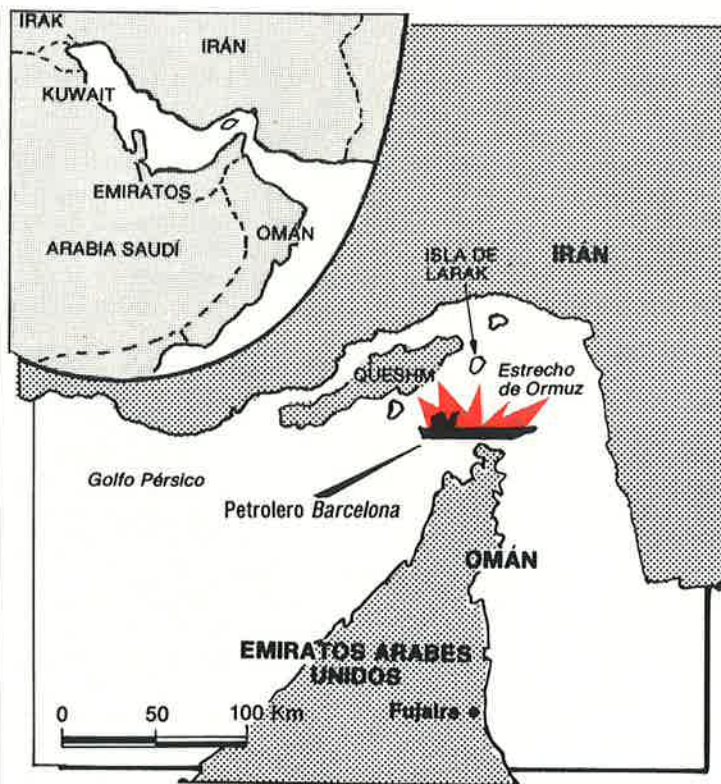 IRAK
IRÁN
KUWAIT
EMIRATOS
OMÁN
ARABIA SAUDÍ
ISLA DE
LARAK
IRÁN
QUESHM
Estrecho
de Ormuz
Golfo Pérsico
Petrolero Barcelona
OMÁN
EMIRATOS ARABES
UNIDOS
0 50 100 Km
Fujaira